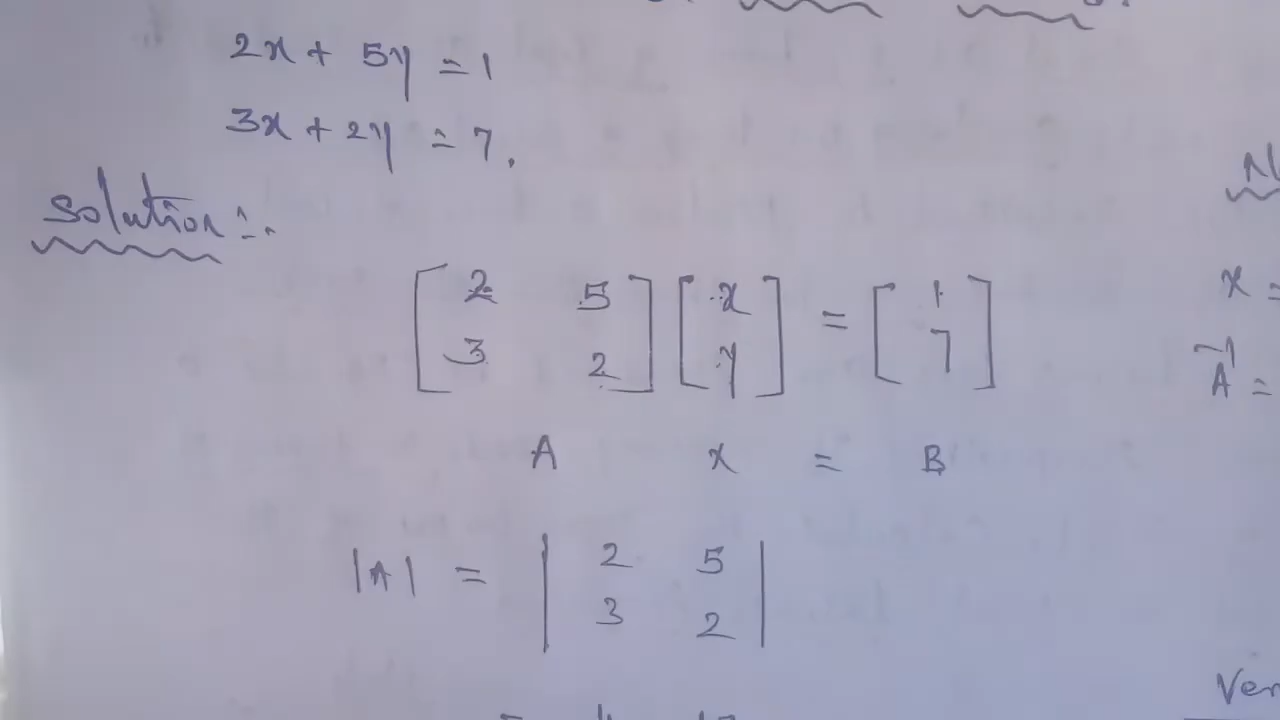 2x + 5y = 1
3x + 2y = 7.
Solution :-
[ 2 5 ] [ x ] = [ 1 ]
[ 3 2 ] [ y ] [ 7 ]
A x = B
|A| = | 2 5 |
| 3 2 |
x =
A⁻¹ =